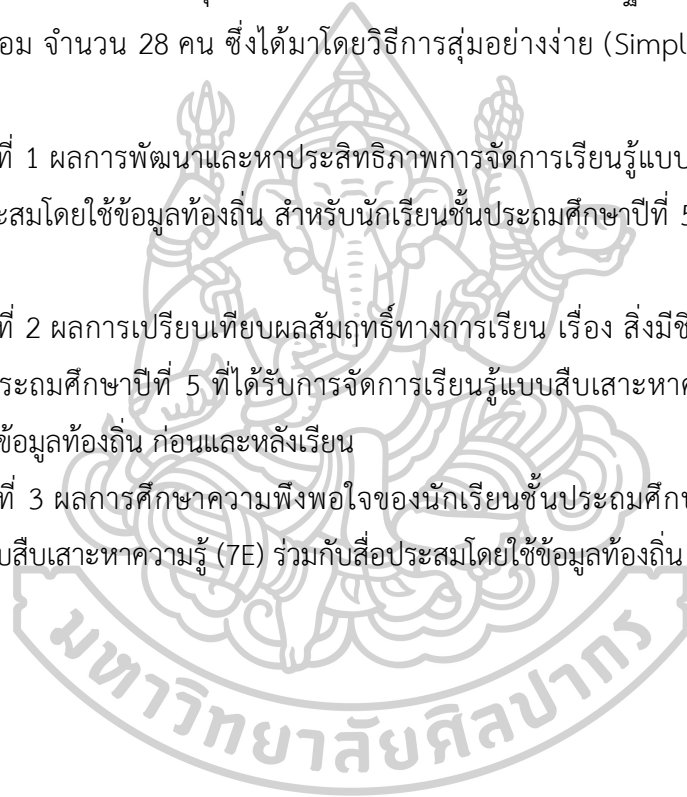 อม จำนวน 28 คน ซึ่งได้มาโดยวิธีการสุ่มอย่างง่าย (Simpl
ที่ 1 ผลการพัฒนาและหาประสิทธิภาพการจัดการเรียนรู้แบบ
ะสมโดยใช้ข้อมูลท้องถิ่น สำหรับนักเรียนชั้นประถมศึกษาปีที่ 5
ที่ 2 ผลการเปรียบเทียบผลสัมฤทธิ์ทางการเรียน เรื่อง สิ่งมีชิ
ระถมศึกษาปีที่ 5 ที่ได้รับการจัดการเรียนรู้แบบสืบเสาะหาค
ข้อมูลท้องถิ่น ก่อนและหลังเรียน
ที่ 3 ผลการศึกษาความพึงพอใจของนักเรียนชั้นประถมศึกษ
บสืบเสาะหาความรู้ (7E) ร่วมกับสื่อประสมโดยใช้ข้อมูลท้องถิ่น
มหาวิทยาลัยศิลปากร